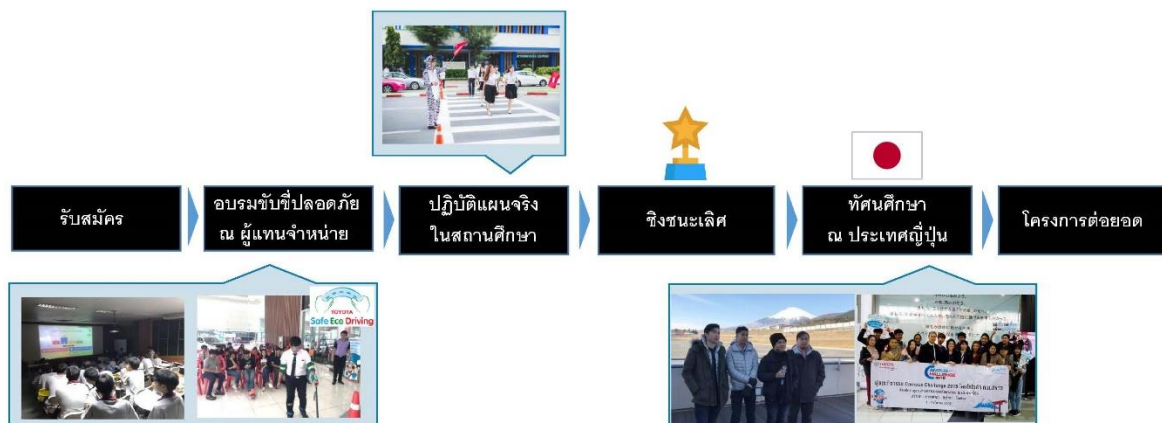 รับสมัคร
อบรมขับขี่ปลอดภัย
ณ ผู้แทนจำหน่าย
ปฏิบัติแผนจริง
ในสถานศึกษา
ชิงชนะเลิศ
ทัศนศึกษา
ณ ประเทศญี่ปุ่น
โครงการต่อยอด
TOYOTA
Safe Eco Driving